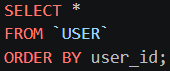 SELECT *
FROM `USER`
ORDER BY user_id;